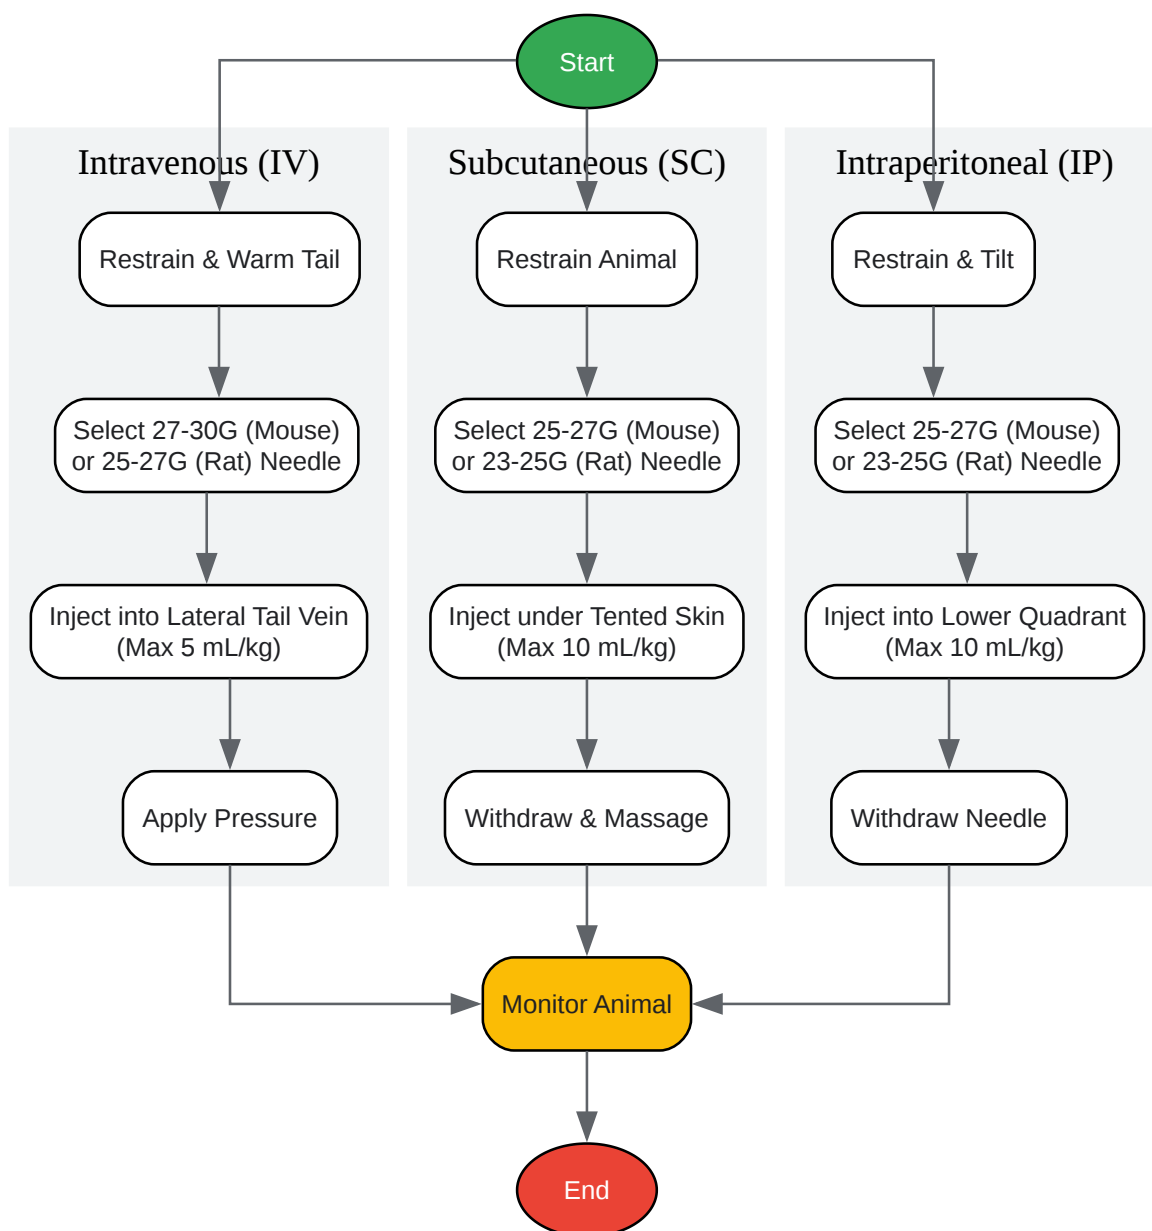 Start
Intravenous (IV)
Subcutaneous (SC)
Intraperitoneal (IP)
Restrain & Warm Tail
Restrain Animal
Restrain & Tilt
Select 27-30G (Mouse)
or 25-27G (Rat) Needle
Select 25-27G (Mouse)
or 23-25G (Rat) Needle
Select 25-27G (Mouse)
or 23-25G (Rat) Needle
Inject into Lateral Tail Vein
(Max 5 mL/kg)
Inject under Tented Skin
(Max 10 mL/kg)
Inject into Lower Quadrant
(Max 10 mL/kg)
Apply Pressure
Withdraw & Massage
Withdraw Needle
Monitor Animal
End